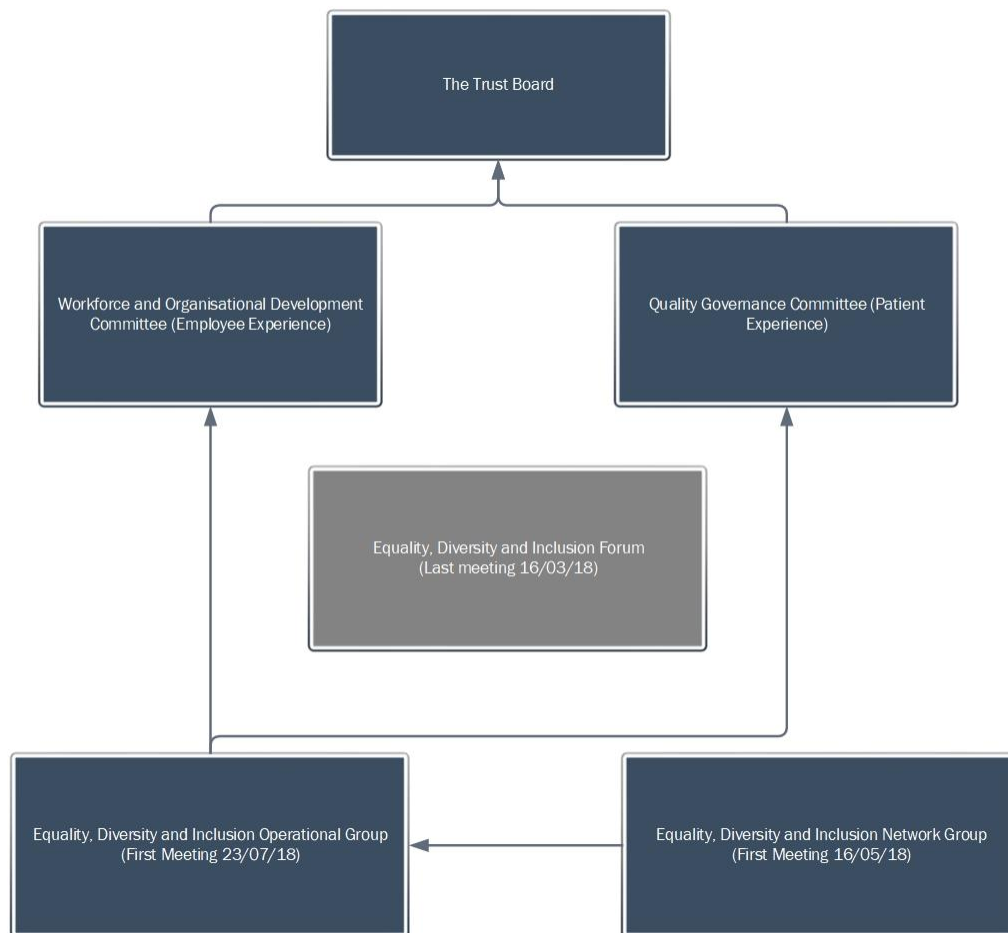 The Trust Board
Workforce and Organisational Development
Committee (Employee Experience)
Quality Governance Committee (Patient
Experience)
Equality, Diversity and Inclusion Forum
(Last meeting 16/03/18)
Equality, Diversity and Inclusion Operational Group
(First Meeting 23/07/18)
Equality, Diversity and Inclusion Network Group
(First Meeting 16/05/18)